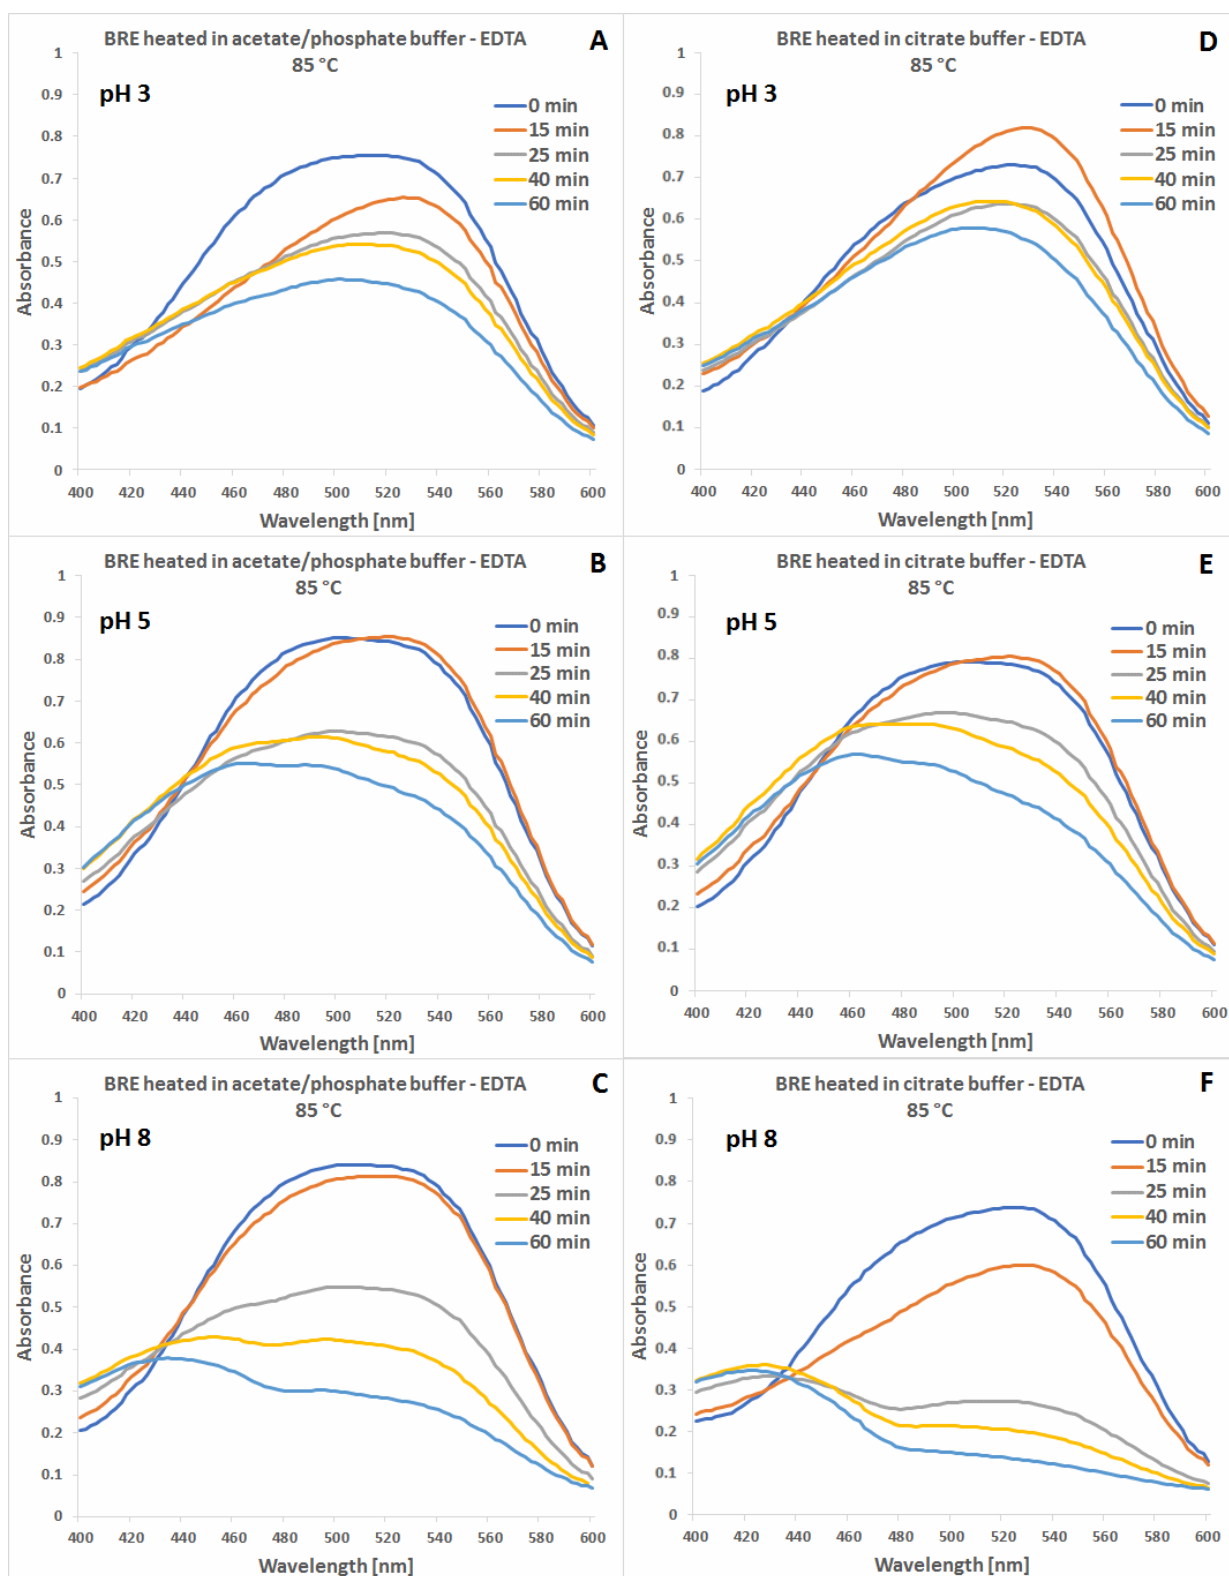 BRE heated in acetate/phosphate buffer - EDTA
85 °C
A
pH 3
1
0.9
0.8
0.7
0.6
0.5
0.4
0.3
0.2
0.1
0
Absorbance
0 min
15 min
25 min
40 min
60 min
400 420 440 460 480 500 520 540 560 580 600
Wavelength [nm]
BRE heated in citrate buffer - EDTA
85 °C
D
pH 3
1
0.9
0.8
0.7
0.6
0.5
0.4
0.3
0.2
0.1
0
Absorbance
0 min
15 min
25 min
40 min
60 min
400 420 440 460 480 500 520 540 560 580 600
Wavelength [nm]
BRE heated in acetate/phosphate buffer - EDTA
85 °C
B
pH 5
1
0.9
0.8
0.7
0.6
0.5
0.4
0.3
0.2
0.1
0
Absorbance
0 min
15 min
25 min
40 min
60 min
400 420 440 460 480 500 520 540 560 580 600
Wavelength [nm]
BRE heated in citrate buffer - EDTA
85 °C
E
pH 5
1
0.9
0.8
0.7
0.6
0.5
0.4
0.3
0.2
0.1
0
Absorbance
0 min
15 min
25 min
40 min
60 min
400 420 440 460 480 500 520 540 560 580 600
Wavelength [nm]
BRE heated in acetate/phosphate buffer - EDTA
85 °C
C
pH 8
1
0.9
0.8
0.7
0.6
0.5
0.4
0.3
0.2
0.1
0
Absorbance
0 min
15 min
25 min
40 min
60 min
400 420 440 460 480 500 520 540 560 580 600
Wavelength [nm]
BRE heated in citrate buffer - EDTA
85 °C
F
pH 8
1
0.9
0.8
0.7
0.6
0.5
0.4
0.3
0.2
0.1
0
Absorbance
0 min
15 min
25 min
40 min
60 min
400 420 440 460 480 500 520 540 560 580 600
Wavelength [nm]